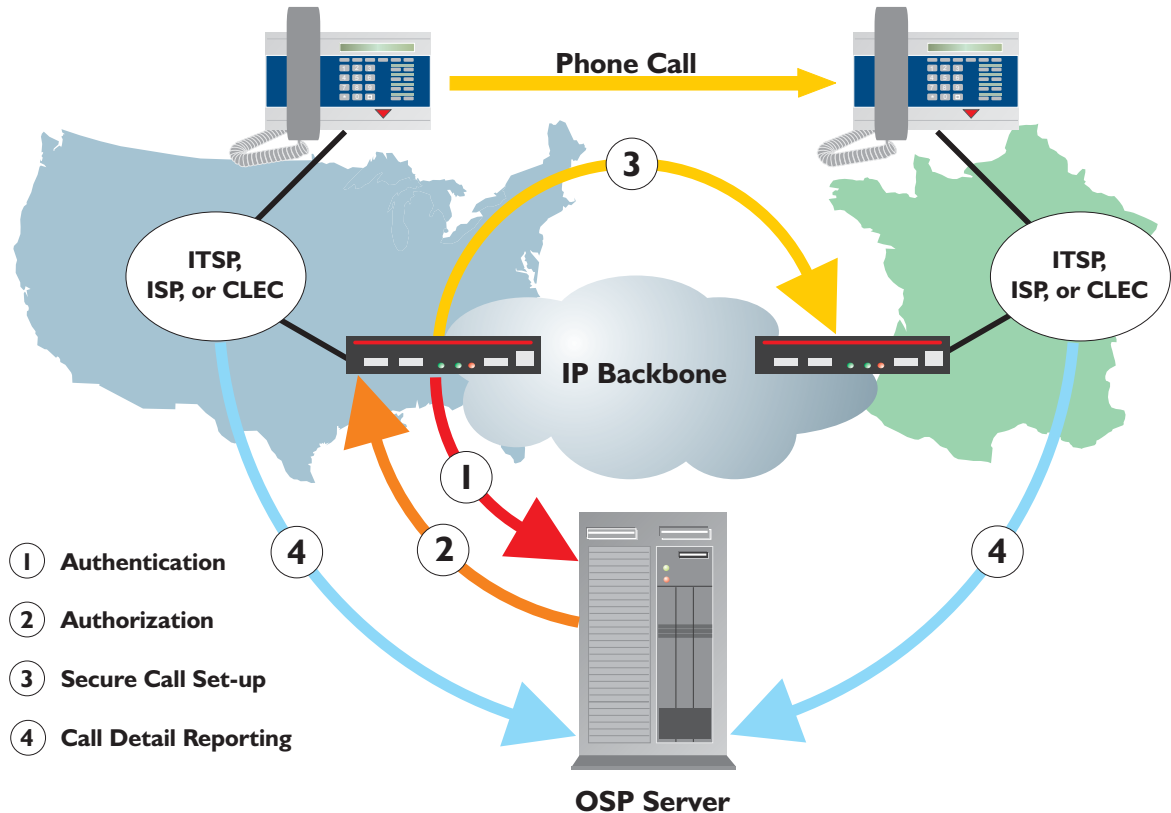 Phone Call
3
ITSP,
ISP, or CLEC
ITSP,
ISP, or CLEC
IP Backbone
1
2
4
4
1 Authentication
2 Authorization
3 Secure Call Set-up
4 Call Detail Reporting
OSP Server